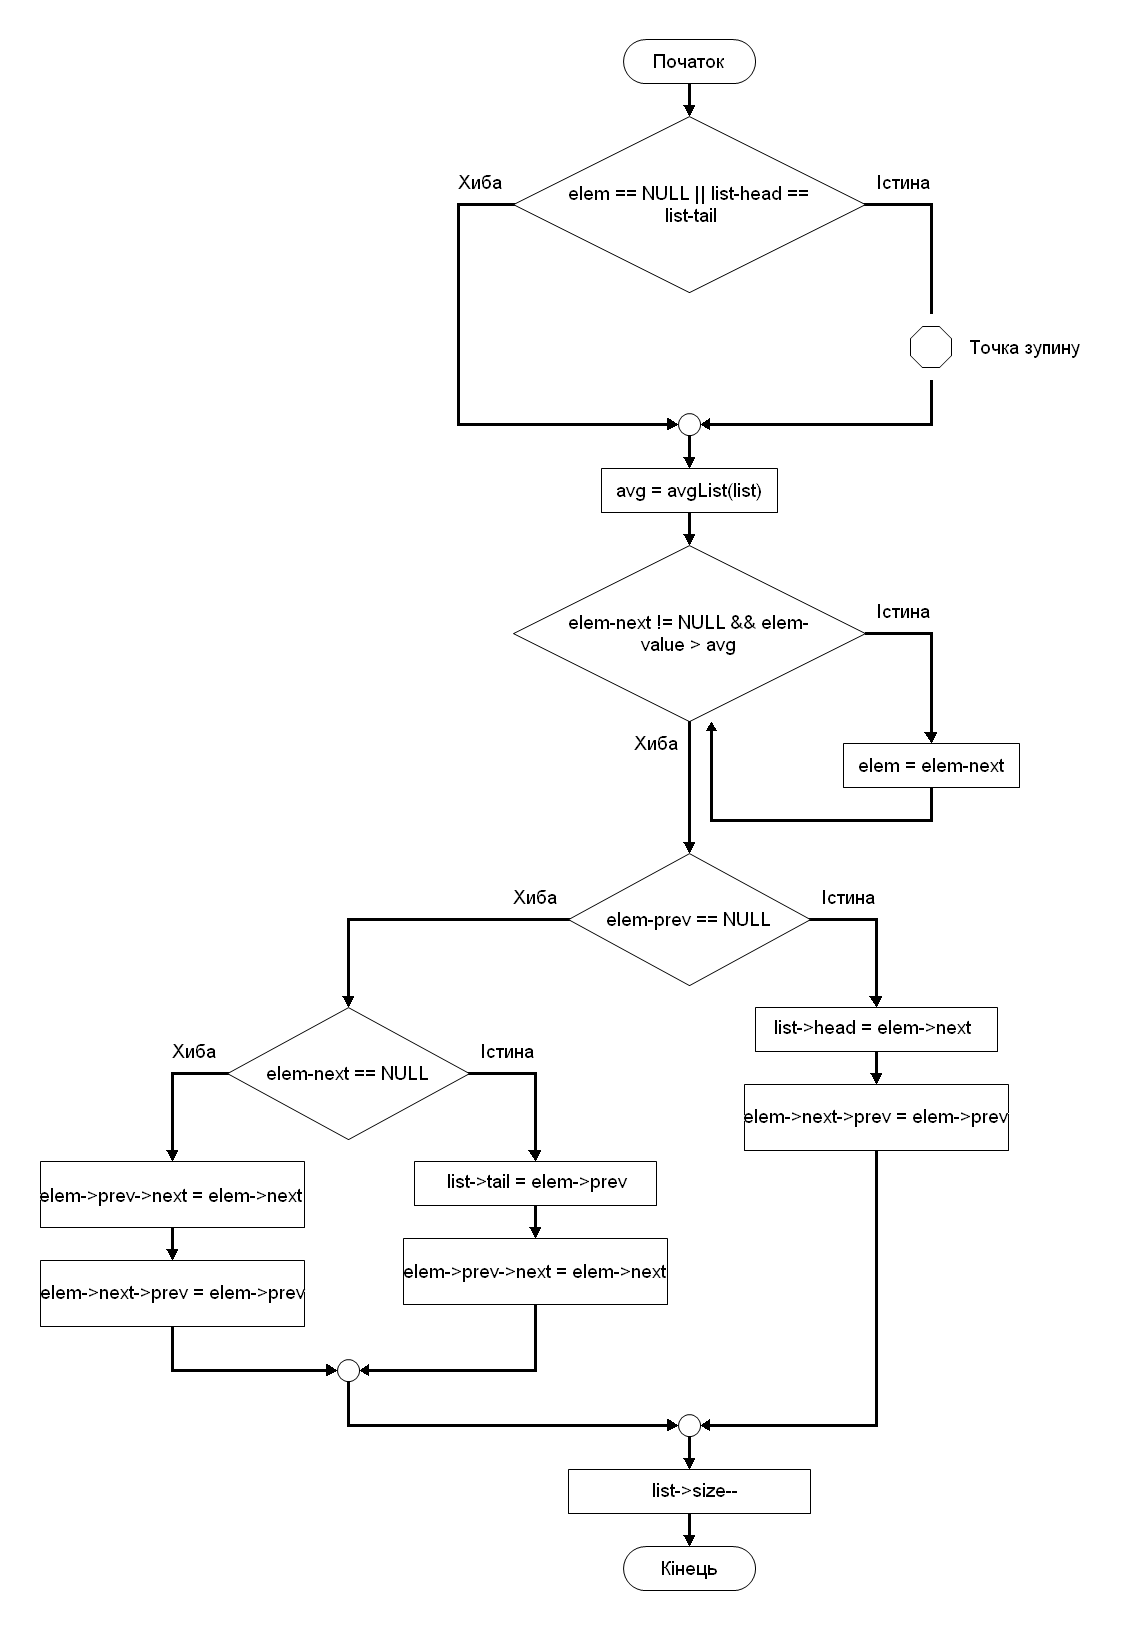 Початок
Хиба
Істина
elem == NULL || list-head ==
list-tail
Точка зупину
avg = avgList(list)
Істина
elem-next != NULL && elem-
value > avg
Хиба
elem = elem-next
Хиба
Істина
elem-prev == NULL
list->head = elem->next
Хиба
Істина
elem-next == NULL
elem->next->prev = elem->prev
elem->prev->next = elem->next
list->tail = elem->prev
elem->next->prev = elem->prev
elem->prev->next = elem->next
list->size--
Кінець